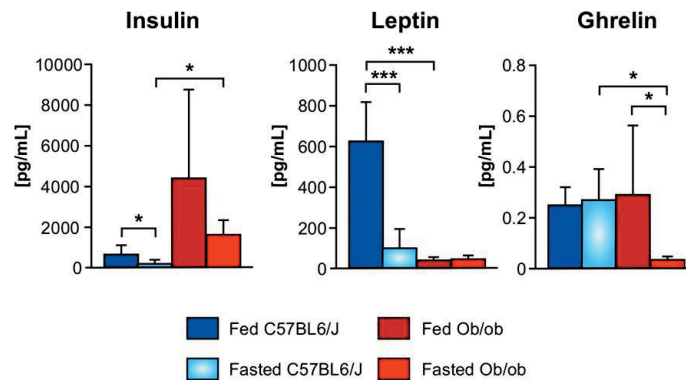 Insulin
Leptin
Ghrelin
[pg/mL]
10000
8000
6000
4000
2000
0
*
*
[pg/mL]
1000
800
600
400
200
0
***
***
[pg/mL]
0.8
0.6
0.4
0.2
0
*
*
Fed C57BL6/J
Fed Ob/ob
Fasted C57BL6/J
Fasted Ob/ob